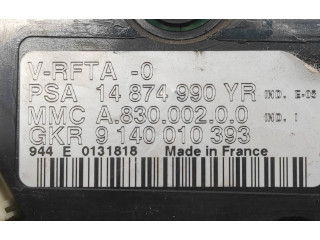 V-RFTA -0
PSA 14 874 990 YR IND. E-I5
MMC A.830.002.0.0 IND. I
GKR 9 140 010 393
944 E 0131818 Made in France